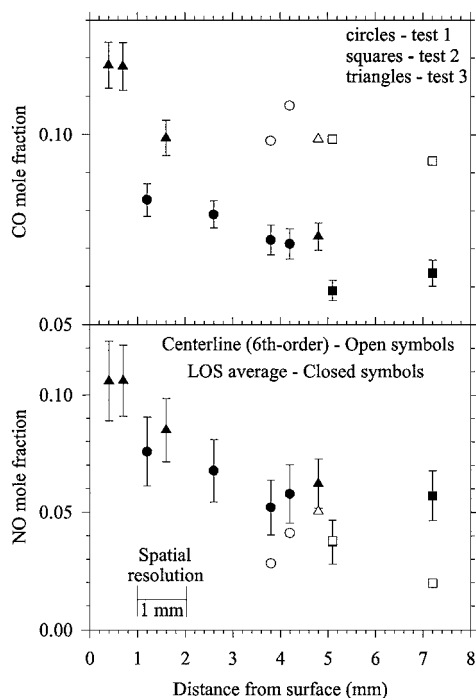 circles - test 1
squares - test 2
triangles - test 3
0.10
CO mole fraction
0.05
Centerline (6th-order) - Open symbols
LOS average - Closed symbols
0.10
NO mole fraction
0.05
Spatial
resolution
1 mm
0.00
0 1 2 3 4 5 6 7 8
Distance from surface (mm)